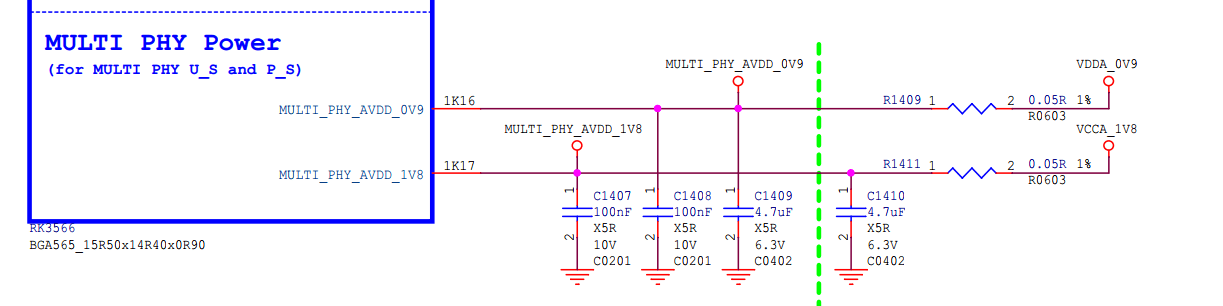 MULTI PHY Power
(for MULTI PHY U_S and P_S)
MULTI_PHY_AVDD_0V9
VDDA_0V9
MULTI_PHY_AVDD_0V9 1K16
R1409 1 2 0.05R 1%
R0603
MULTI_PHY_AVDD_1V8
VCCA_1V8
MULTI_PHY_AVDD_1V8 1K17
R1411 1 2 0.05R 1%
R0603
1 C1407 1 C1408 1 C1409 1 C1410
100nF 100nF 4.7uF 4.7uF
X5R X5R X5R X5R
2 10V 2 10V 2 6.3V 2 6.3V
C0201 C0201 C0402 C0402
RK3566
BGA565_15R50x14R40x0R90